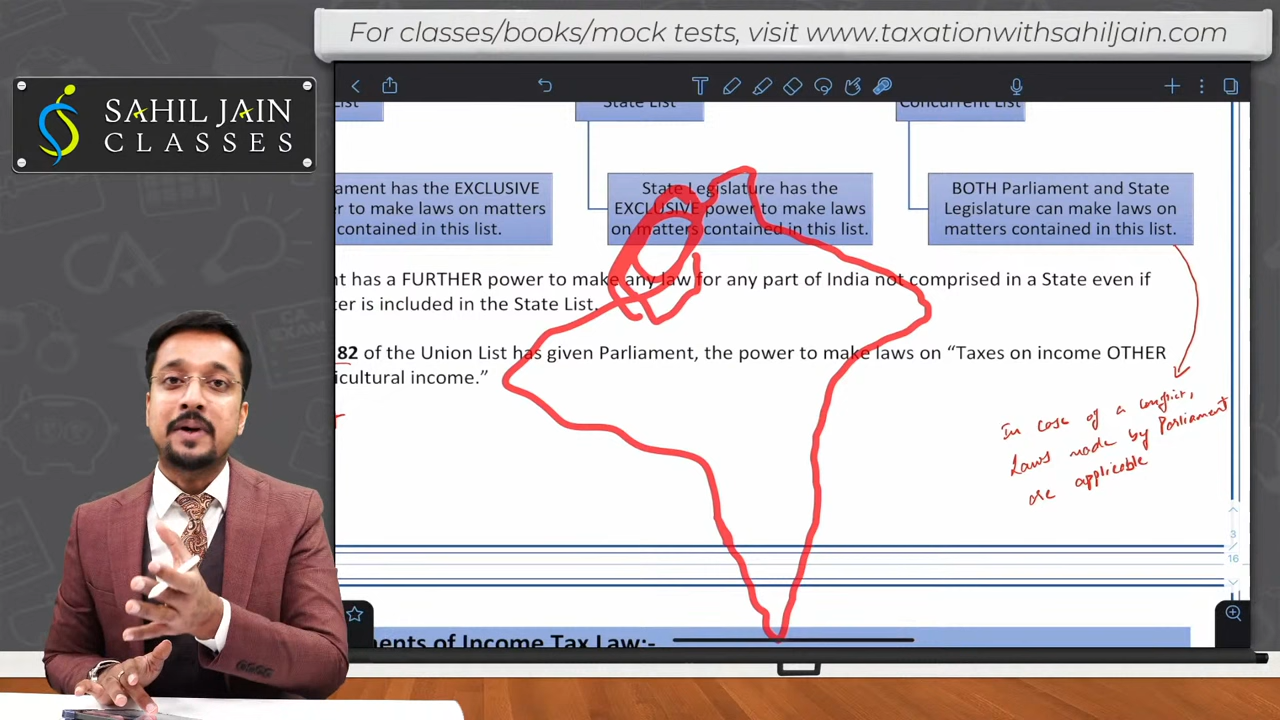 For classes/books/mock tests, visit www.taxationwithsahiljain.com
SAHIL JAIN
CLASSES
List
State List
Concurrent List
ament has the EXCLUSIVE
r to make laws on matters
contained in this list.
State Legislature has the
EXCLUSIVE power to make laws
on matters contained in this list.
BOTH Parliament and State
Legislature can make laws on
matters contained in this list.
nt has a FURTHER power to make any law for any part of India not comprised in a State even if
ter is included in the State List.
82 of the Union List has given Parliament, the power to make laws on “Taxes on income OTHER
icultural income.”
In case of a conflict,
Laws made by Parliament
are applicable
3
16
ments of Income Tax Law:-